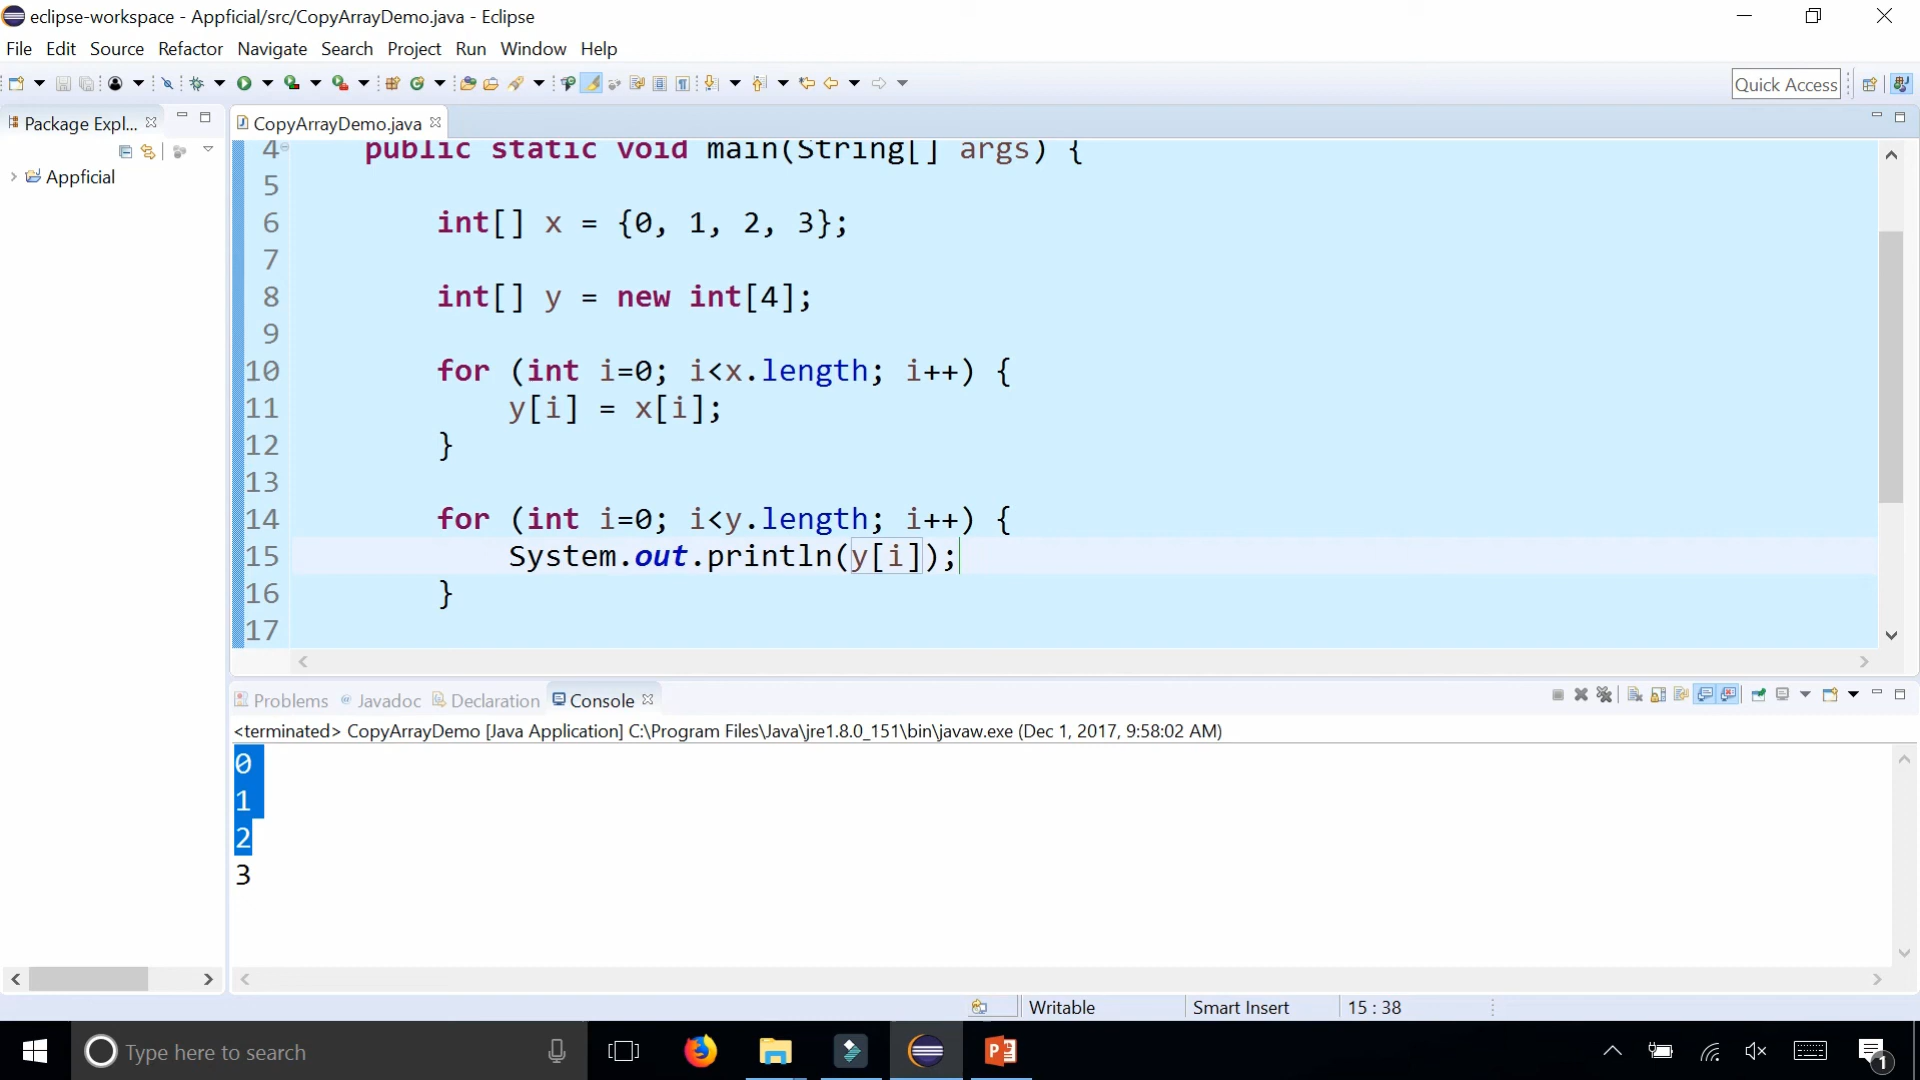 eclipse-workspace - Appficial/src/CopyArrayDemo.java - Eclipse
File Edit Source Refactor Navigate Search Project Run Window Help
Quick Access
Package Expl...
CopyArrayDemo.java
Appficial
4 public static void main(String[] args) {
5
6 int[] x = {0, 1, 2, 3};
7
8 int[] y = new int[4];
9
10 for (int i=0; i<x.length; i++) {
11 y[i] = x[i];
12 }
13
14 for (int i=0; i<y.length; i++) {
15 System.out.println(y[i]);
16 }
17
Problems @ Javadoc Declaration Console
<terminated> CopyArrayDemo [Java Application] C:\Program Files\Java\jre1.8.0_151\bin\javaw.exe (Dec 1, 2017, 9:58:02 AM)
0
1
2
3
Writable Smart Insert 15 : 38
Type here to search
1